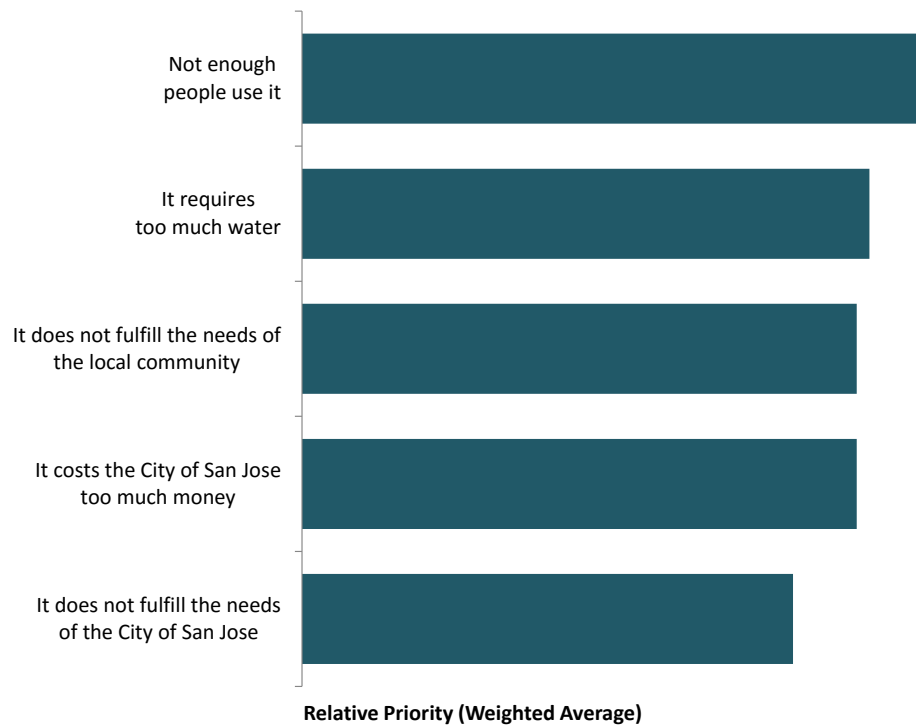 Not enough
people use it
It requires
too much water
It does not fulfill the needs of
the local community
It costs the City of San Jose
too much money
It does not fulfill the needs
of the City of San Jose
Relative Priority (Weighted Average)